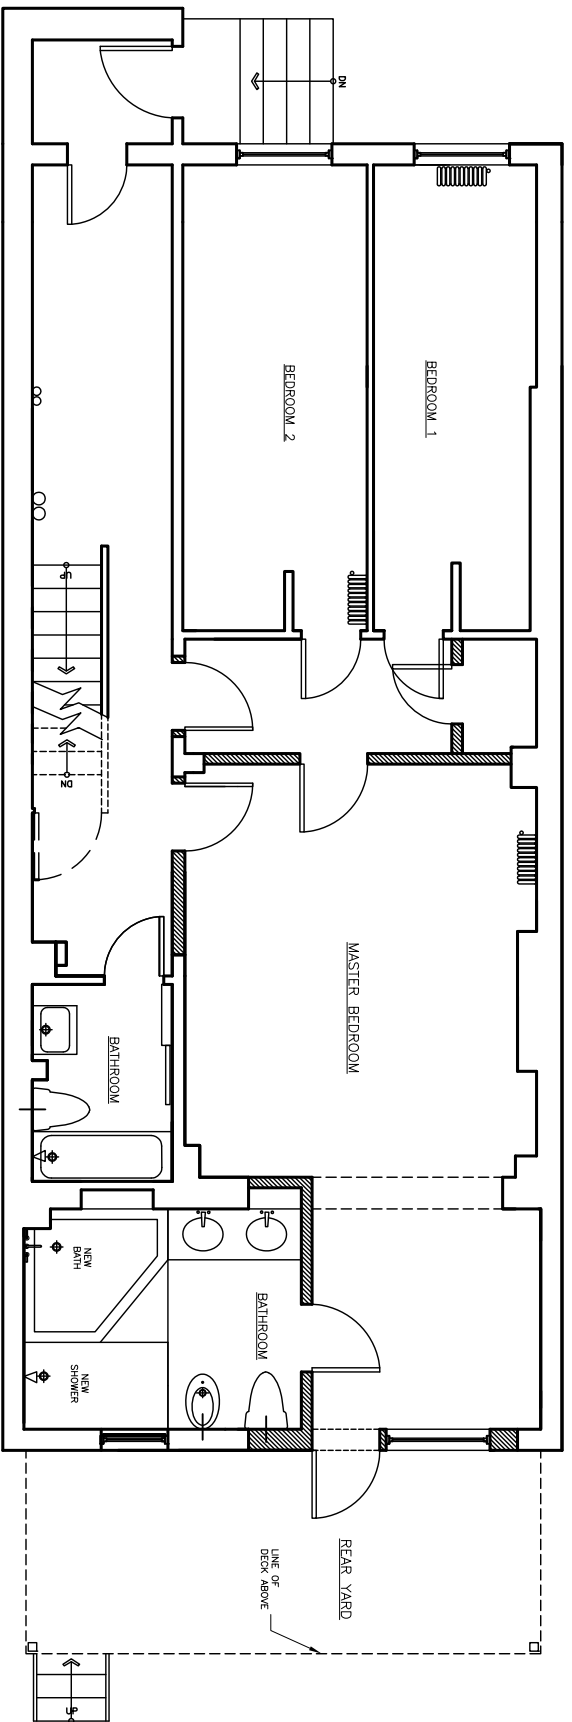 DN
BEDROOM 1
BEDROOM 2
UP
DN
MASTER BEDROOM
BATHROOM
NEW
BATH
BATHROOM
NEW
SHOWER
REAR YARD
LINE OF
DECK ABOVE
UP